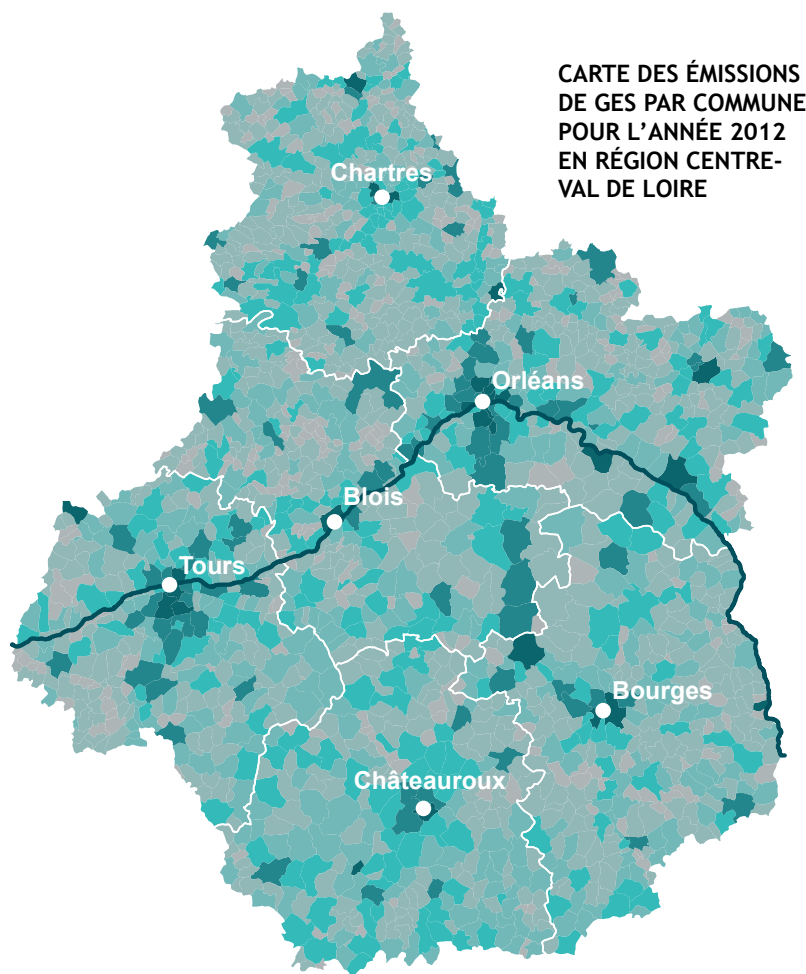 CARTE DES ÉMISSIONS
DE GES PAR COMMUNE
POUR L'ANNÉE 2012
EN RÉGION CENTRE-
VAL DE LOIRE
Chartres
Orléans
Blois
Tours
Bourges
Châteauroux